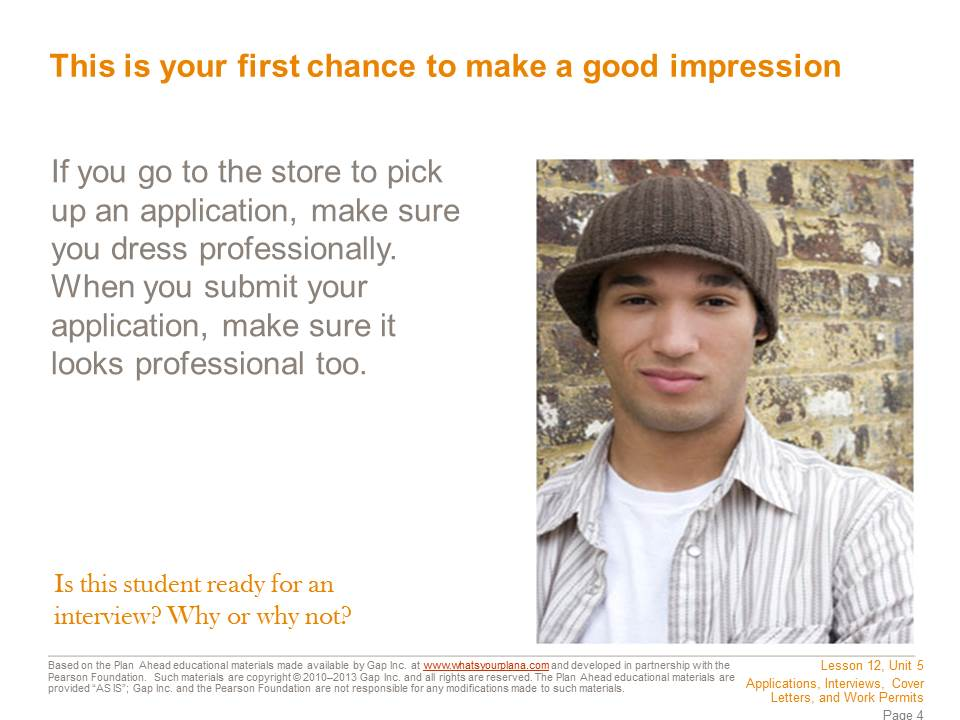 This is your first chance to make a good impression
If you go to the store to pick
up an application, make sure
you dress professionally.
When you submit your
application, make sure it
looks professional too.
Is this student ready for an
interview? Why or why not?
Based on the Plan Ahead educational materials made available by Gap Inc. at www.whatsyourplana.com and developed in partnership with the
Pearson Foundation. Such materials are copyright © 2010–2013 Gap Inc. and all rights are reserved. The Plan Ahead educational materials are
provided “AS IS”; Gap Inc. and the Pearson Foundation are not responsible for any modifications made to such materials.
Lesson 12, Unit 5
Applications, Interviews, Cover
Letters, and Work Permits
Page 4